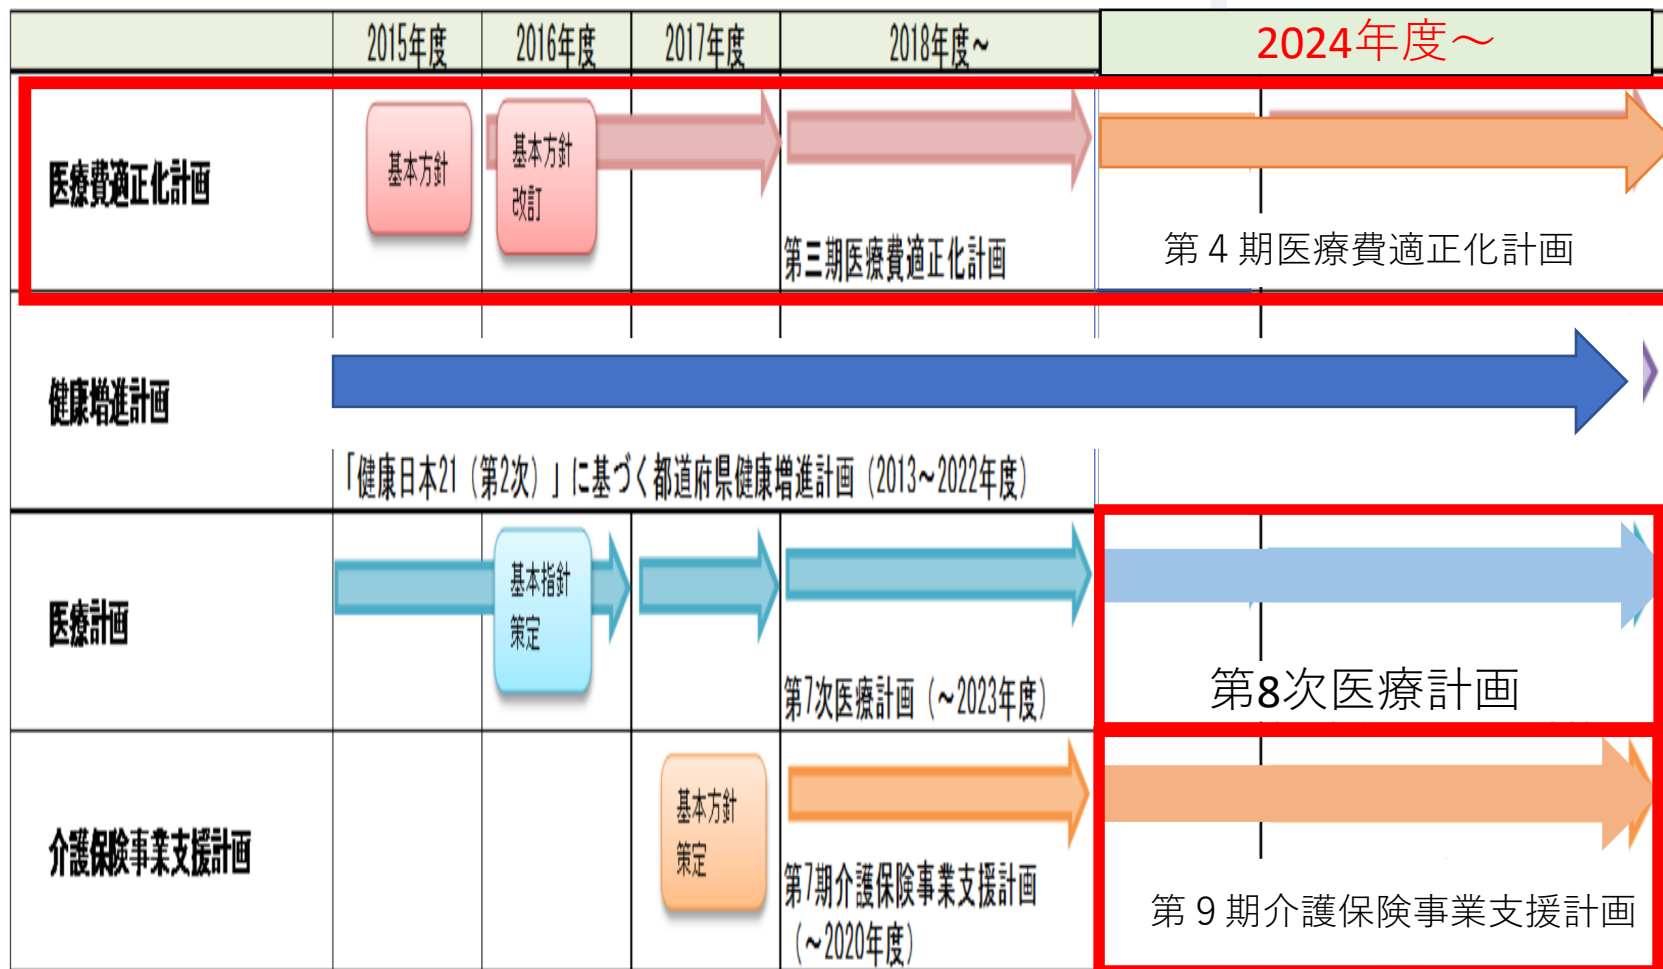 2015年度 2016年度 2017年度 2018年度~ 2024年度~
医療費適正化計画
基本方針
基本方針
改訂
第三期医療費適正化計画
第4期医療費適正化計画
健康増進計画
「健康日本21(第2次)」に基づく都道府県健康増進計画(2013~2022年度)
医療計画
基本指針
策定
第7次医療計画(~2023年度)
第8次医療計画
介護保険事業支援計画
基本方針
策定
第7期介護保険事業支援計画
(~2020年度)
第9期介護保険事業支援計画